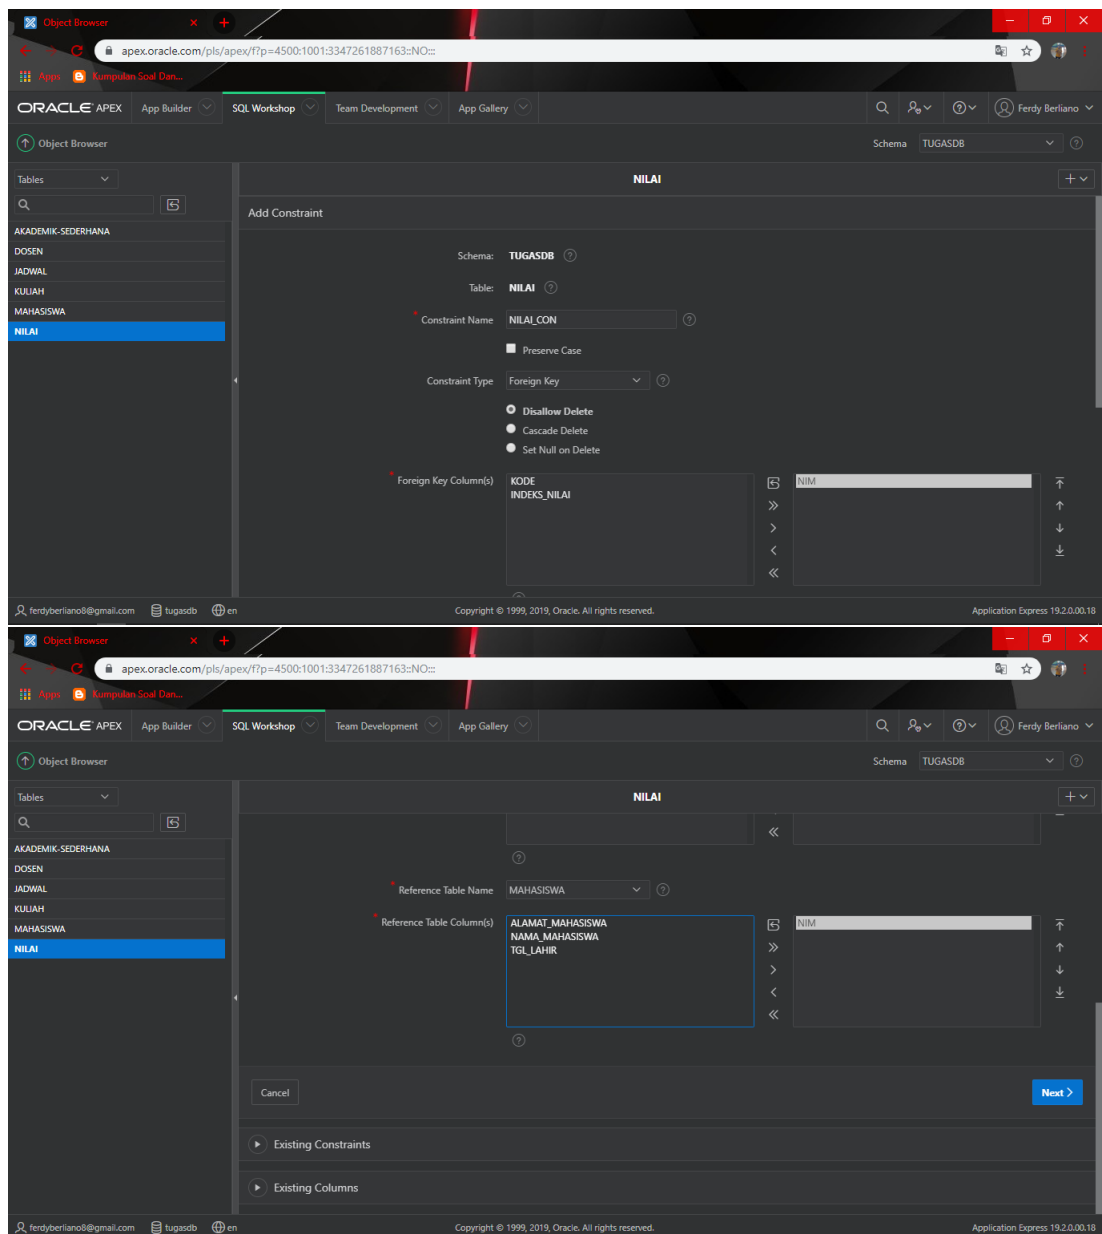 Object Browser
apex.oracle.com/pls/apex/f?p=4500:1001:3347261887163::NO:::
Apps Kumpulan Soal Dan...
ORACLE APEX App Builder SQL Workshop Team Development App Gallery Ferdy Berliano
Object Browser Schema TUGASDB
Tables NILAI
Add Constraint
AKADEMIK-SEDERHANA
DOSEN
JADWAL
KULIAH
MAHASISWA
NILAI
Schema: TUGASDB
Table: NILAI
* Constraint Name NILAI_CON
Preserve Case
Constraint Type Foreign Key
Disallow Delete
Cascade Delete
Set Null on Delete
* Foreign Key Column(s) KODE NIM
INDEKS_NILAI
ferdyberliano8@gmail.com tugasdb en Copyright © 1999, 2019, Oracle. All rights reserved. Application Express 19.2.0.00.18
Object Browser
apex.oracle.com/pls/apex/f?p=4500:1001:3347261887163::NO:::
Apps Kumpulan Soal Dan...
ORACLE APEX App Builder SQL Workshop Team Development App Gallery Ferdy Berliano
Object Browser Schema TUGASDB
Tables NILAI
AKADEMIK-SEDERHANA
DOSEN
JADWAL
KULIAH
MAHASISWA
NILAI
* Reference Table Name MAHASISWA
* Reference Table Column(s) ALAMAT_MAHASISWA NIM
NAMA_MAHASISWA
TGL_LAHIR
Cancel Next >
Existing Constraints
Existing Columns
ferdyberliano8@gmail.com tugasdb en Copyright © 1999, 2019, Oracle. All rights reserved. Application Express 19.2.0.00.18